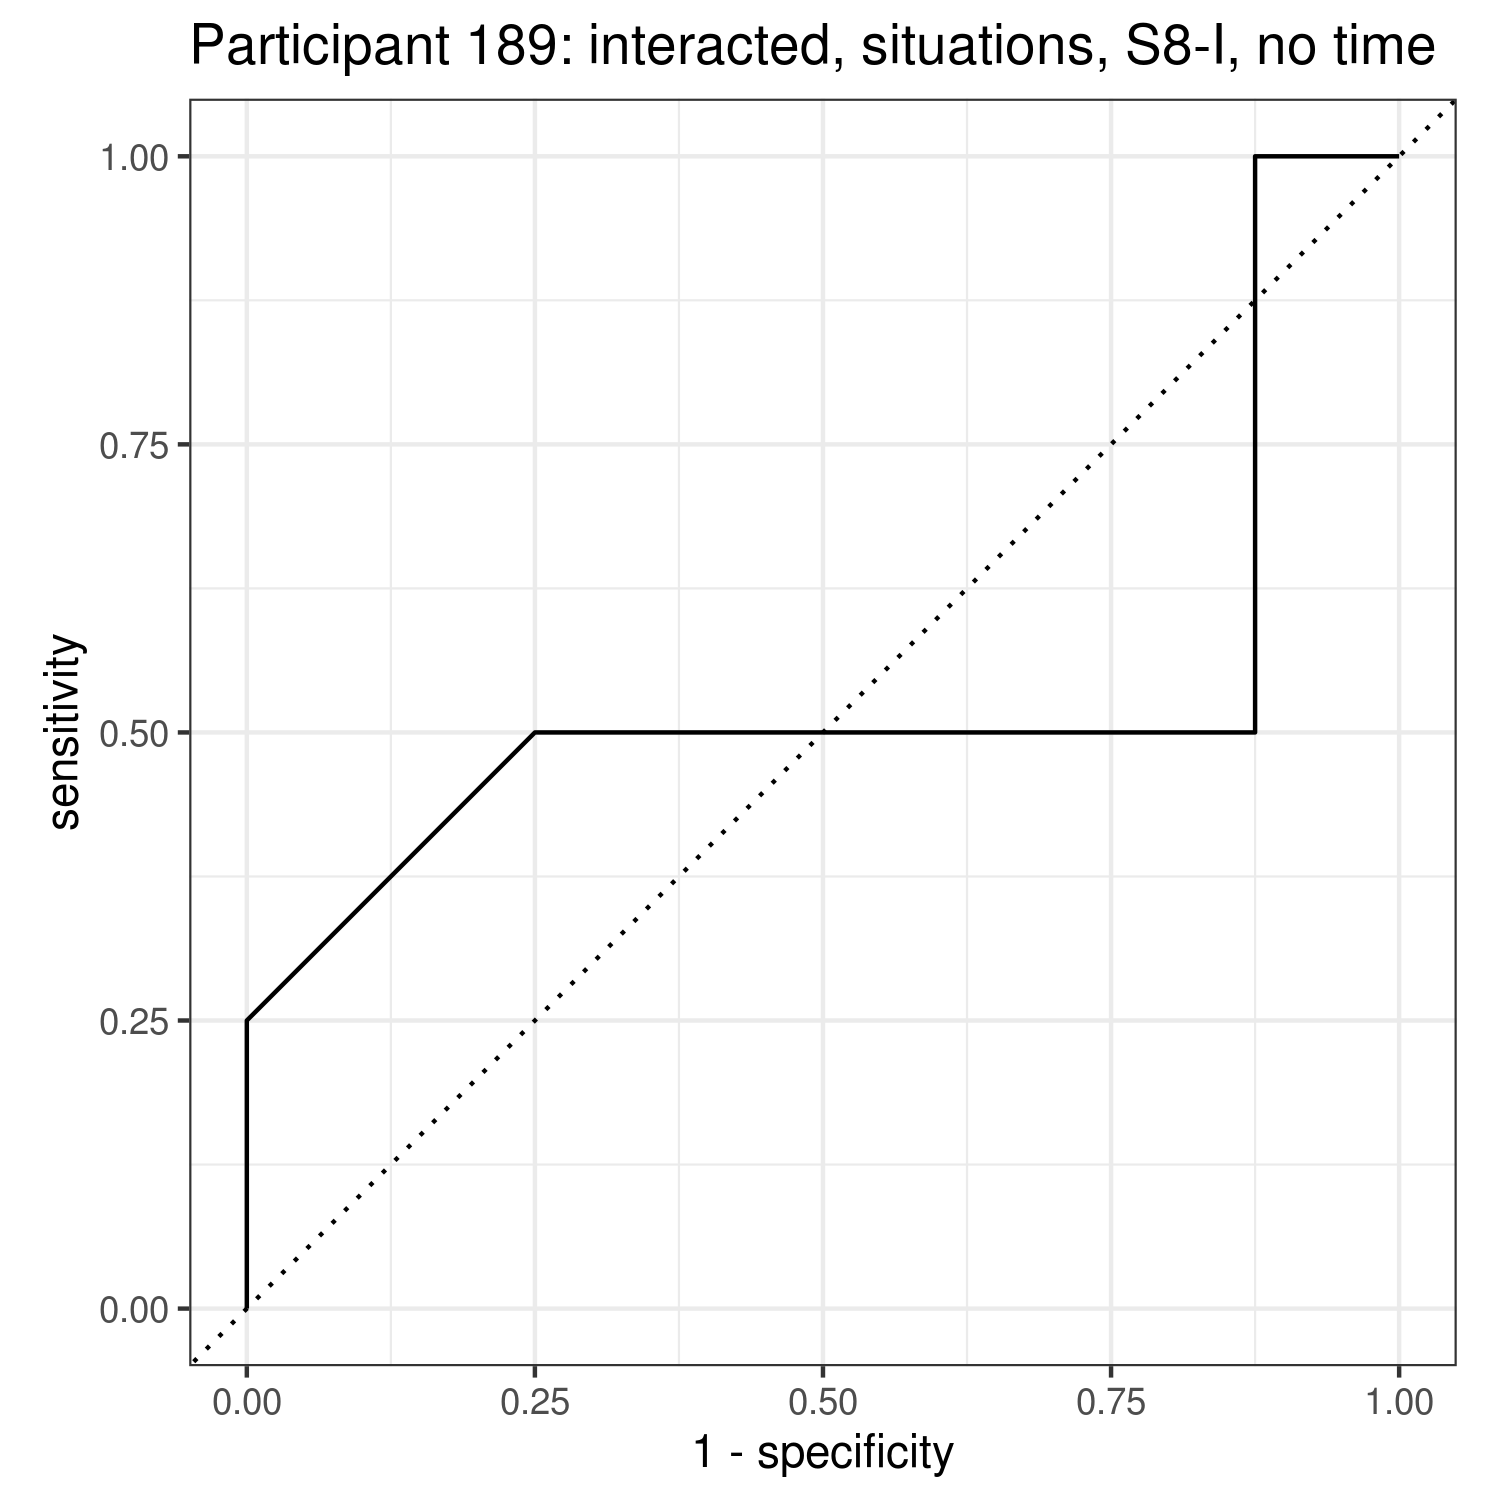 Participant 189: interacted, situations, S8-I, no time
sensitivity
1.00
0.75
0.50
0.25
0.00
0.00 0.25 0.50 0.75 1.00
1 - specificity